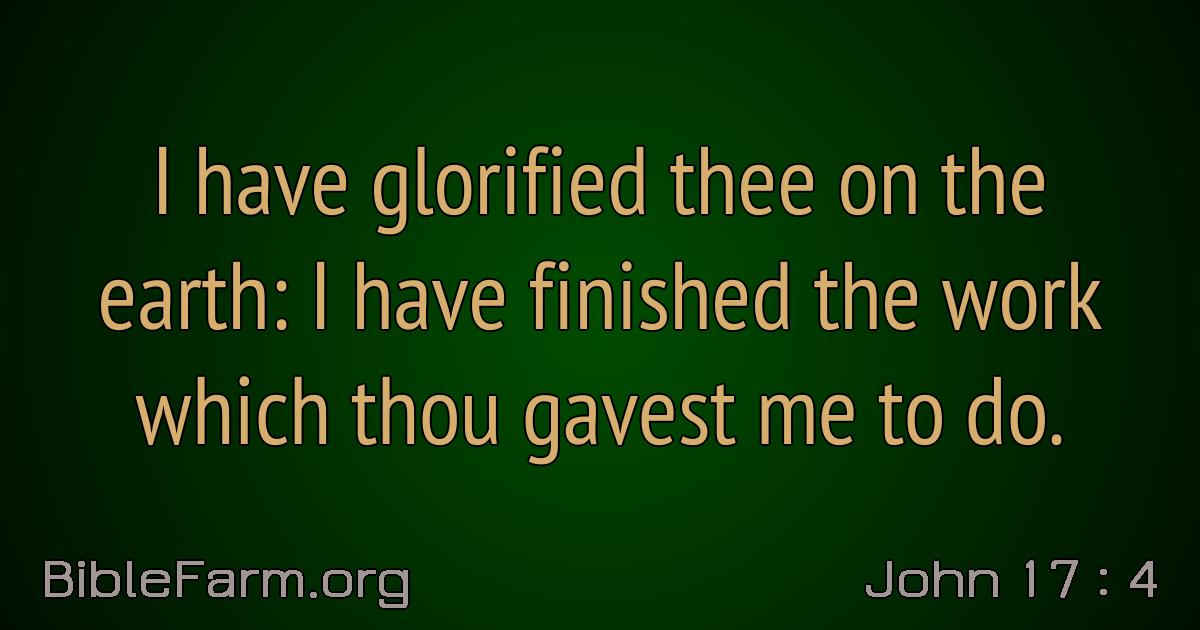 I have glorified thee on the
earth: I have finished the work
which thou gavest me to do.
BibleFarm.org
John 17 : 4